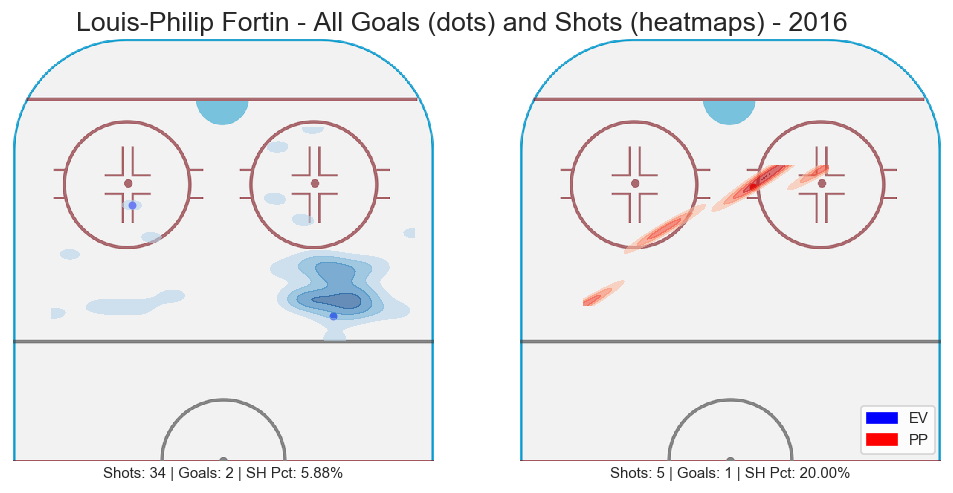 Louis-Philip Fortin - All Goals (dots) and Shots (heatmaps) - 2016
EV
PP
Shots: 34 | Goals: 2 | SH Pct: 5.88%
Shots: 5 | Goals: 1 | SH Pct: 20.00%